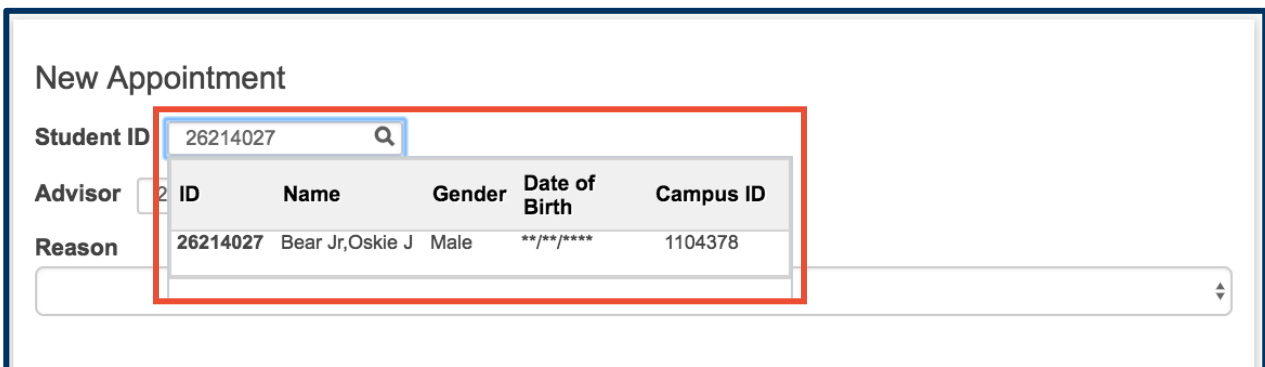 New Appointment
Student ID 26214027
Advisor 2
ID Name Gender Date of Birth Campus ID
26214027 Bear Jr,Oskie J Male **/**/**** 1104378
Reason